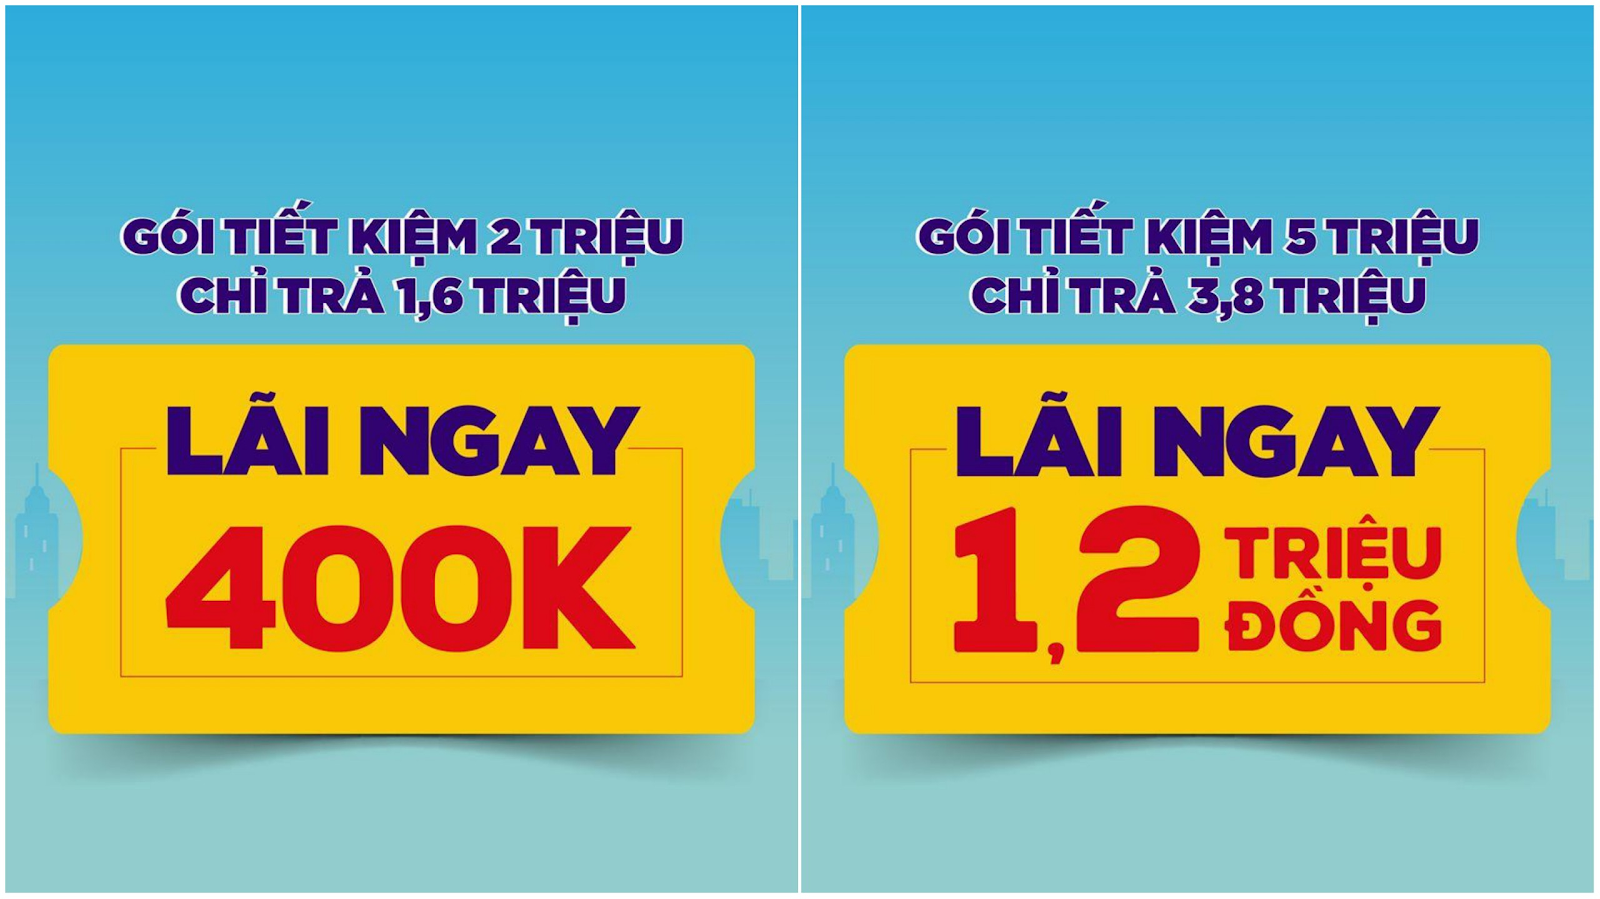 GÓI TIẾT KIỆM 2 TRIỆU
CHỈ TRẢ 1,6 TRIỆU
LÃI NGAY
400K
GÓI TIẾT KIỆM 5 TRIỆU
CHỈ TRẢ 3,8 TRIỆU
LÃI NGAY
1,2 TRIỆU
ĐỒNG